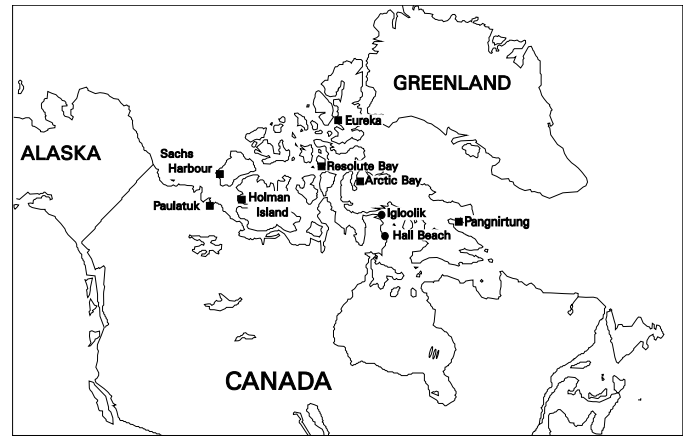 GREENLAND
Eureka
ALASKA
Sachs
Harbour
Resolute Bay
Arctic Bay
Paulatuk
Holman
Island
Igloolik
Pangnirtung
Hall Beach
CANADA